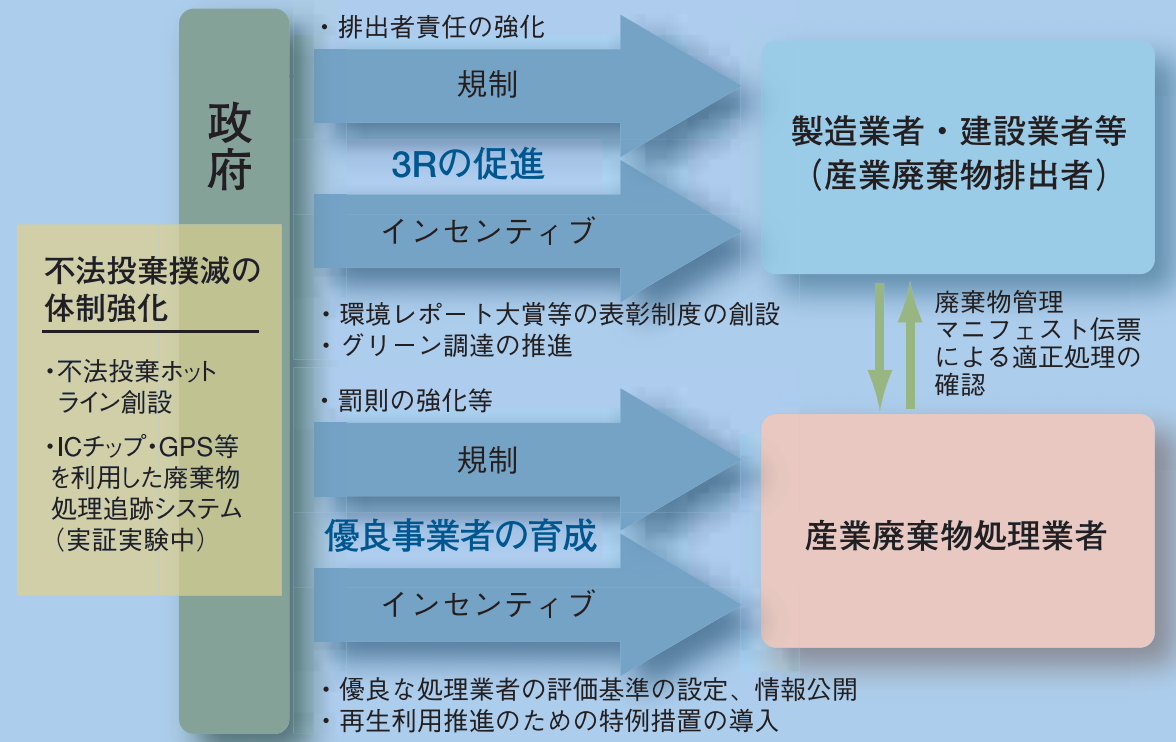 政府
不法投棄撲滅の
体制強化
・不法投棄ホット
ライン創設
・ICチップ・GPS等
を利用した廃棄物
処理追跡システム
（実証実験中）
・排出者責任の強化
規制
3Rの促進
インセンティブ
・環境レポート大賞等の表彰制度の創設
・グリーン調達の推進
・罰則の強化等
規制
優良事業者の育成
インセンティブ
・優良な処理業者の評価基準の設定、情報公開
・再生利用推進のための特例措置の導入
製造業者・建設業者等
（産業廃棄物排出者）
廃棄物管理
マニフェスト伝票
による適正処理の
確認
産業廃棄物処理業者